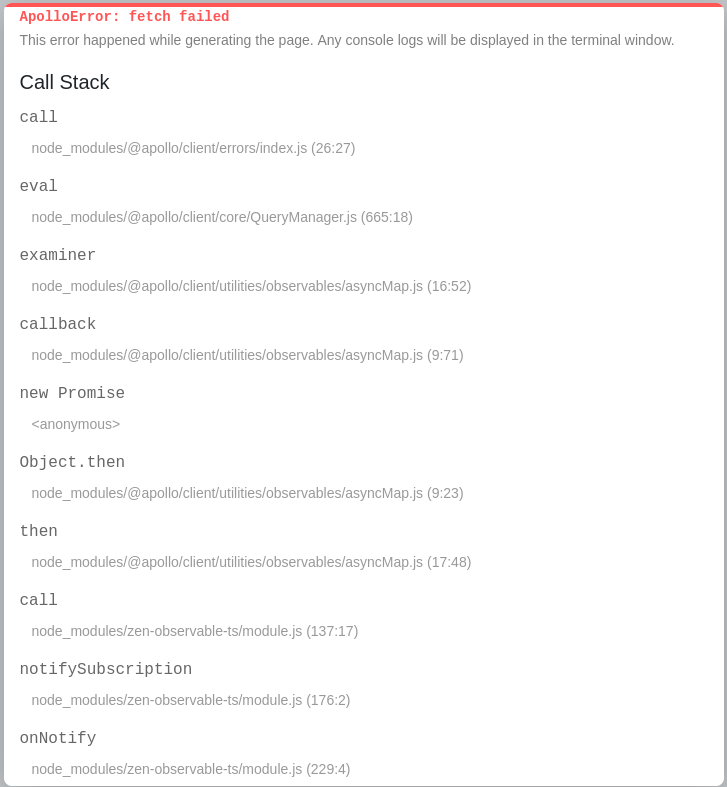 ApolloError: fetch failed
This error happened while generating the page. Any console logs will be displayed in the terminal window.
Call Stack
call
node_modules/@apollo/client/errors/index.js (26:27)
eval
node_modules/@apollo/client/core/QueryManager.js (665:18)
examiner
node_modules/@apollo/client/utilities/observables/asyncMap.js (16:52)
callback
node_modules/@apollo/client/utilities/observables/asyncMap.js (9:71)
new Promise
<anonymous>
Object.then
node_modules/@apollo/client/utilities/observables/asyncMap.js (9:23)
then
node_modules/@apollo/client/utilities/observables/asyncMap.js (17:48)
call
node_modules/zen-observable-ts/module.js (137:17)
notifySubscription
node_modules/zen-observable-ts/module.js (176:2)
onNotify
node_modules/zen-observable-ts/module.js (229:4)